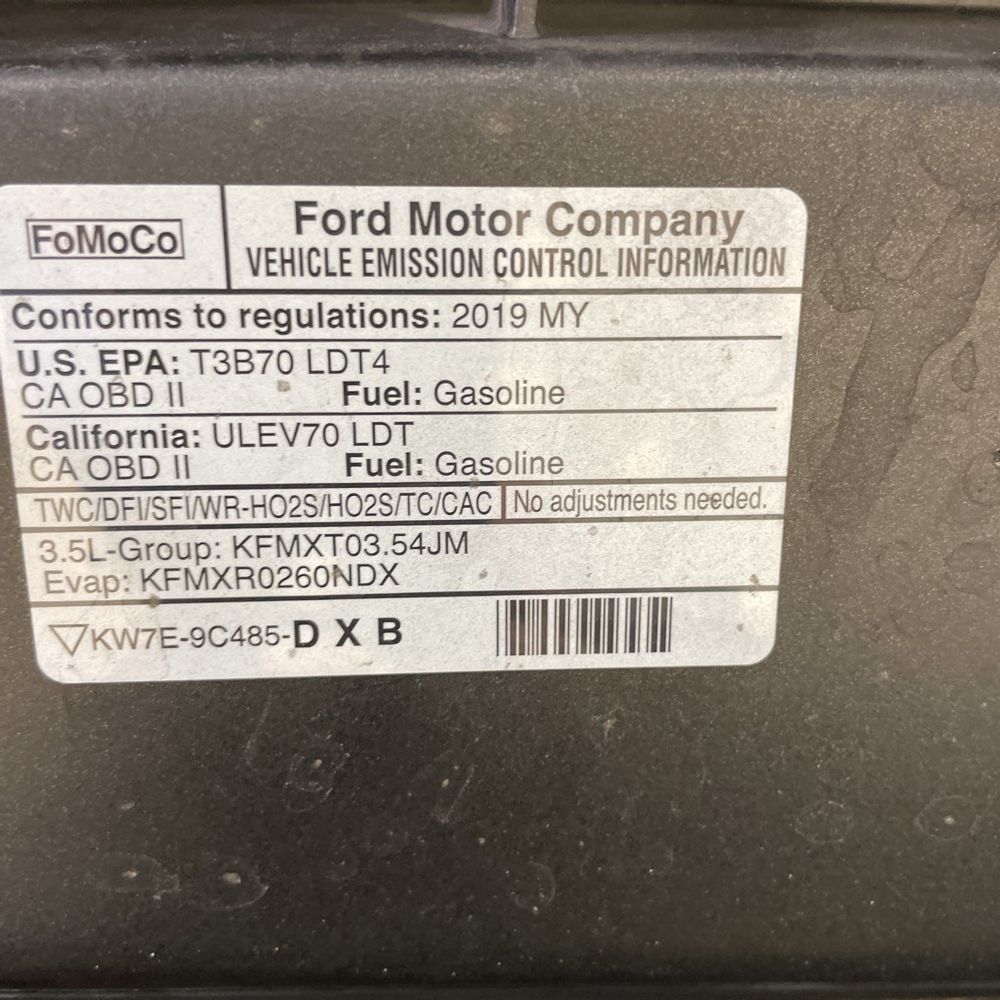 FoMoCo
Ford Motor Company
VEHICLE EMISSION CONTROL INFORMATION
Conforms to regulations: 2019 MY
U.S. EPA: T3B70 LDT4
CA OBD II Fuel: Gasoline
California: ULEV70 LDT
CA OBD II Fuel: Gasoline
TWC/DFI/SFI/WR-HO2S/HO2S/TC/CAC No adjustments needed.
3.5L-Group: KFMXT03.54JM
Evap: KFMXR0260NDX
KW7E-9C485-D X B